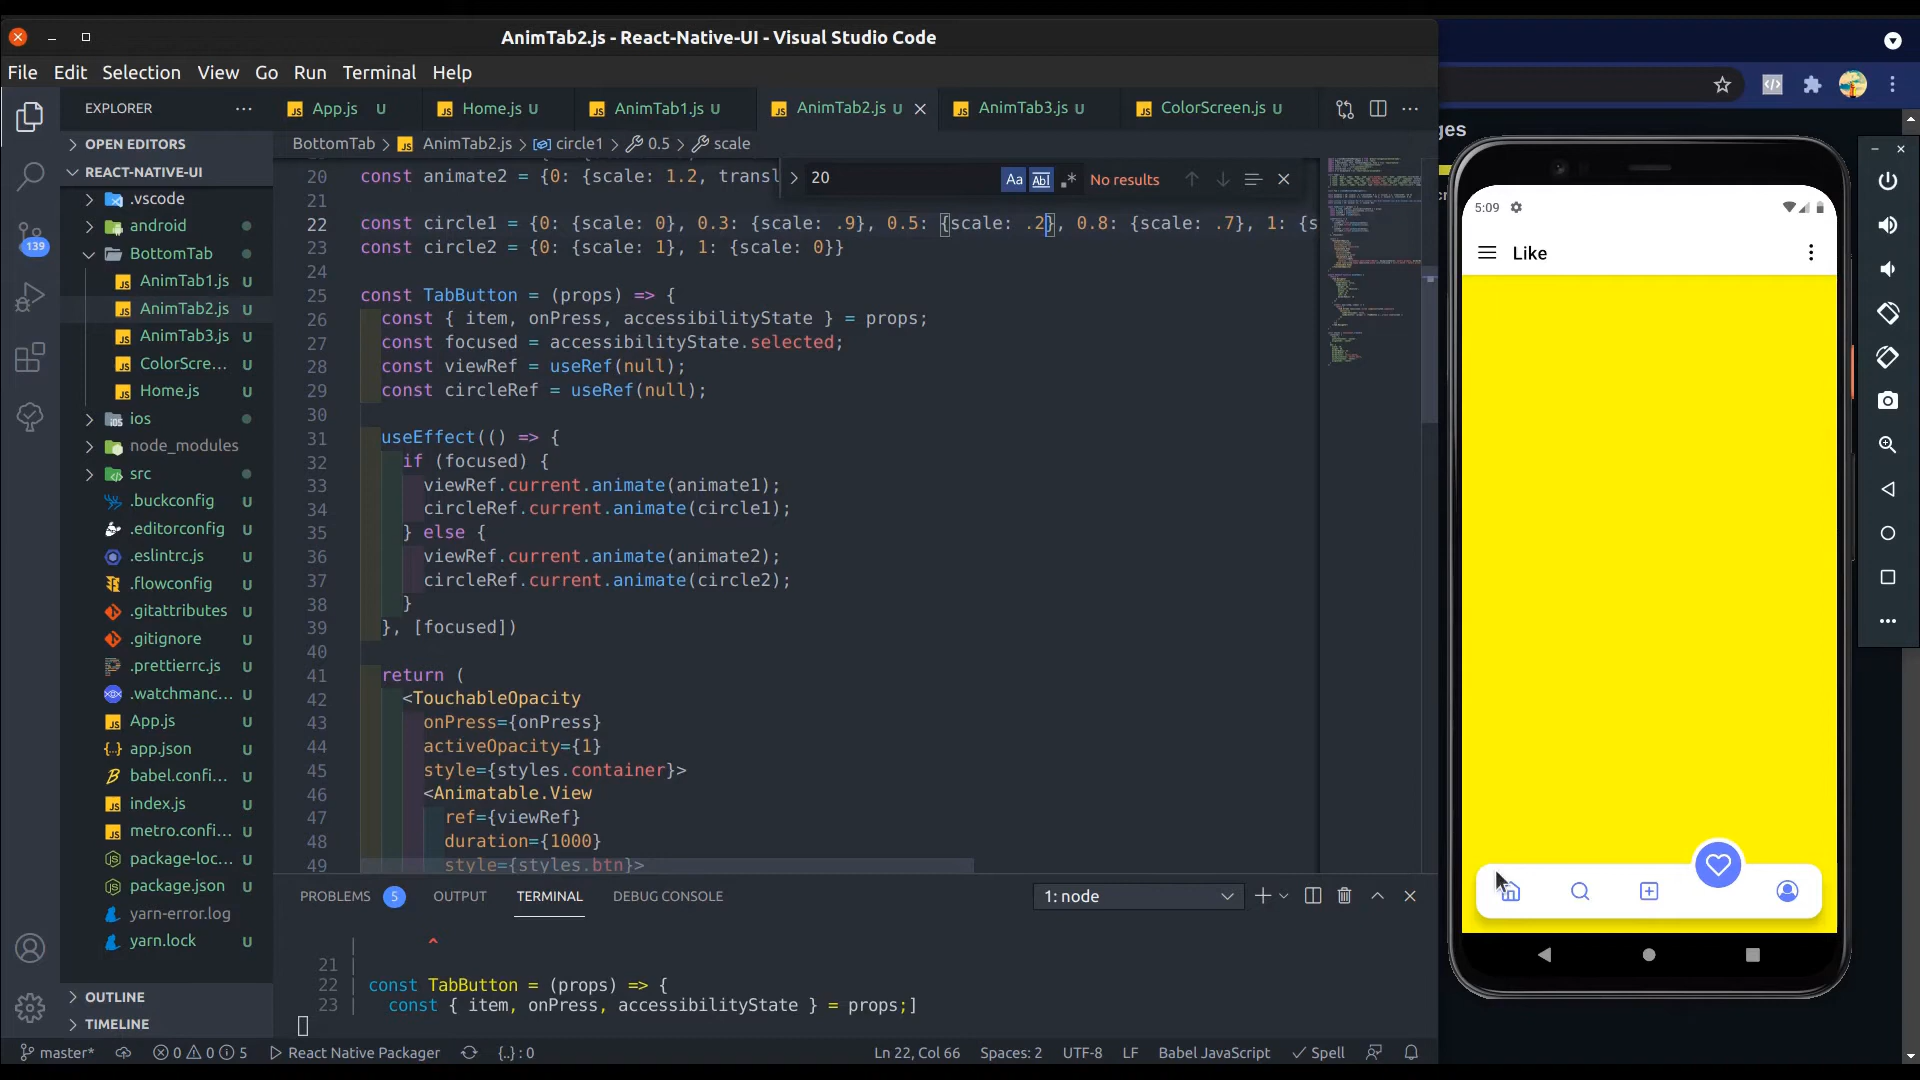 AnimTab2.js - React-Native-UI - Visual Studio Code
File Edit Selection View Go Run Terminal Help
EXPLORER
App.js U
Home.js U
AnimTab1.js U
AnimTab2.js U
AnimTab3.js U
ColorScreen.js U
OPEN EDITORS
REACT-NATIVE-UI
.vscode
android
BottomTab
AnimTab1.js U
AnimTab2.js U
AnimTab3.js U
ColorScre... U
Home.js U
ios
node_modules
src
.buckconfig U
.editorconfig U
.eslintrc.js U
.flowconfig U
.gitattributes U
.gitignore U
.prettierrc.js U
.watchmanc... U
App.js U
app.json U
babel.confi... U
index.js U
metro.confi... U
package-loc... U
package.json U
yarn-error.log
yarn.lock U
OUTLINE
TIMELINE
139
BottomTab > AnimTab2.js > circle1 > 0.5 > scale
20 No results
20 const animate2 = {0: {scale: 1.2, transl
21
22 const circle1 = {0: {scale: 0}, 0.3: {scale: .9}, 0.5: {scale: .2}, 0.8: {scale: .7}, 1: {s
23 const circle2 = {0: {scale: 1}, 1: {scale: 0}}
24
25 const TabButton = (props) => {
26 const { item, onPress, accessibilityState } = props;
27 const focused = accessibilityState.selected;
28 const viewRef = useRef(null);
29 const circleRef = useRef(null);
30
31 useEffect(() => {
32 if (focused) {
33 viewRef.current.animate(animate1);
34 circleRef.current.animate(circle1);
35 } else {
36 viewRef.current.animate(animate2);
37 circleRef.current.animate(circle2);
38 }
39 }, [focused])
40
41 return (
42 <TouchableOpacity
43 onPress={onPress}
44 activeOpacity={1}
45 style={styles.container}>
46 <Animatable.View
47 ref={viewRef}
48 duration={1000}
49 style={styles.btn}>
PROBLEMS 5 OUTPUT TERMINAL DEBUG CONSOLE
1: node
| ^
21 |
22 | const TabButton = (props) => {
23 | const { item, onPress, accessibilityState } = props;]
master* 0 0 5 React Native Packager {..} : 0
Ln 22, Col 66 Spaces: 2 UTF-8 LF Babel JavaScript Spell
ges
5:09
Like